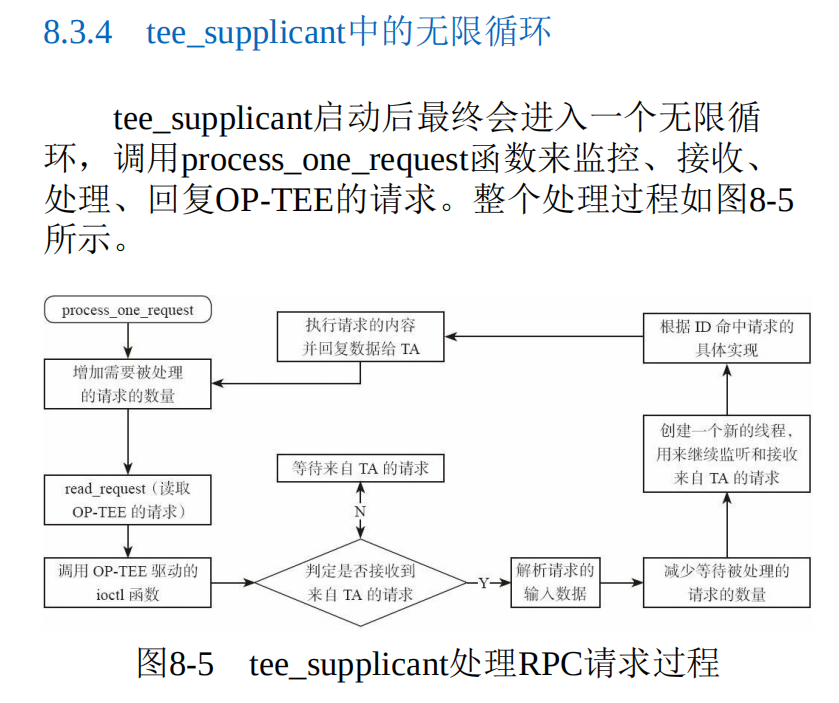 8.3.4 tee_supplicant中的无限循环
tee_supplicant启动后最终会进入一个无限循
环，调用process_one_request函数来监控、接收、
处理、回复OP-TEE的请求。整个处理过程如图8-5
所示。
process_one_request
增加需要被处理
的请求的数量
read_request（读取
OP-TEE 的请求）
调用 OP-TEE 驱动的
ioctl 函数
判定是否接收到
来自 TA 的请求
N
等待来自 TA 的请求
Y
解析请求的
输入数据
减少等待被处理的
请求的数量
创建一个新的线程，
用来继续监听和接收
来自 TA 的请求
根据 ID 命中请求的
具体实现
执行请求的内容
并回复数据给 TA
图8-5 tee_supplicant处理RPC请求过程